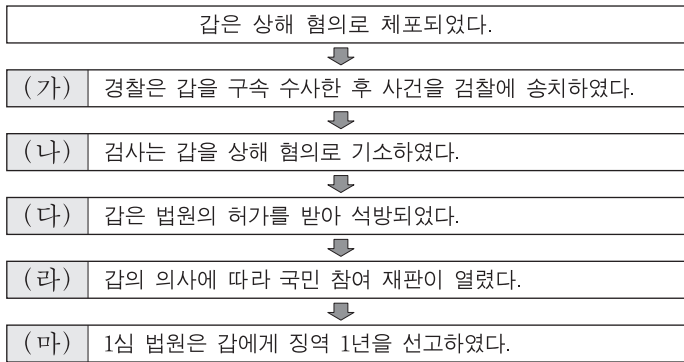 갑은 상해 혐의로 체포되었다.
(가) 경찰은 갑을 구속 수사한 후 사건을 검찰에 송치하였다.
(나) 검사는 갑을 상해 혐의로 기소하였다.
(다) 갑은 법원의 허가를 받아 석방되었다.
(라) 갑의 의사에 따라 국민 참여 재판이 열렸다.
(마) 1심 법원은 갑에게 징역 1년을 선고하였다.